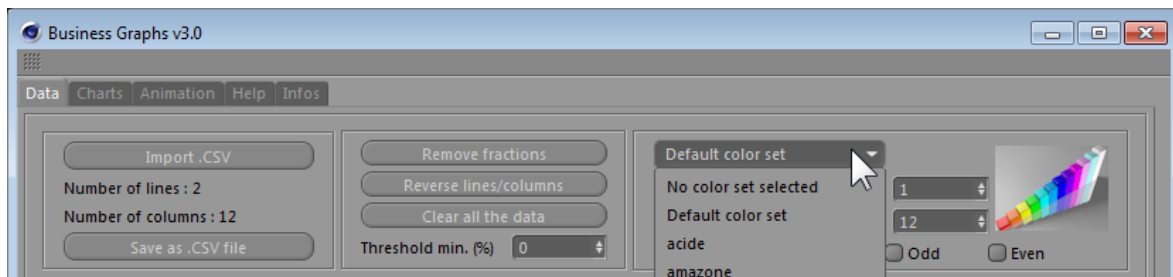 Business Graphs v3.0
Data Charts Animation Help Infos
Import .CSV
Number of lines : 2
Number of columns : 12
Save as .CSV file
Remove fractions
Reverse lines/columns
Clear all the data
Threshold min. (%) 0
Default color set
No color set selected
Default color set
acide
amazone
1
12
Odd Even